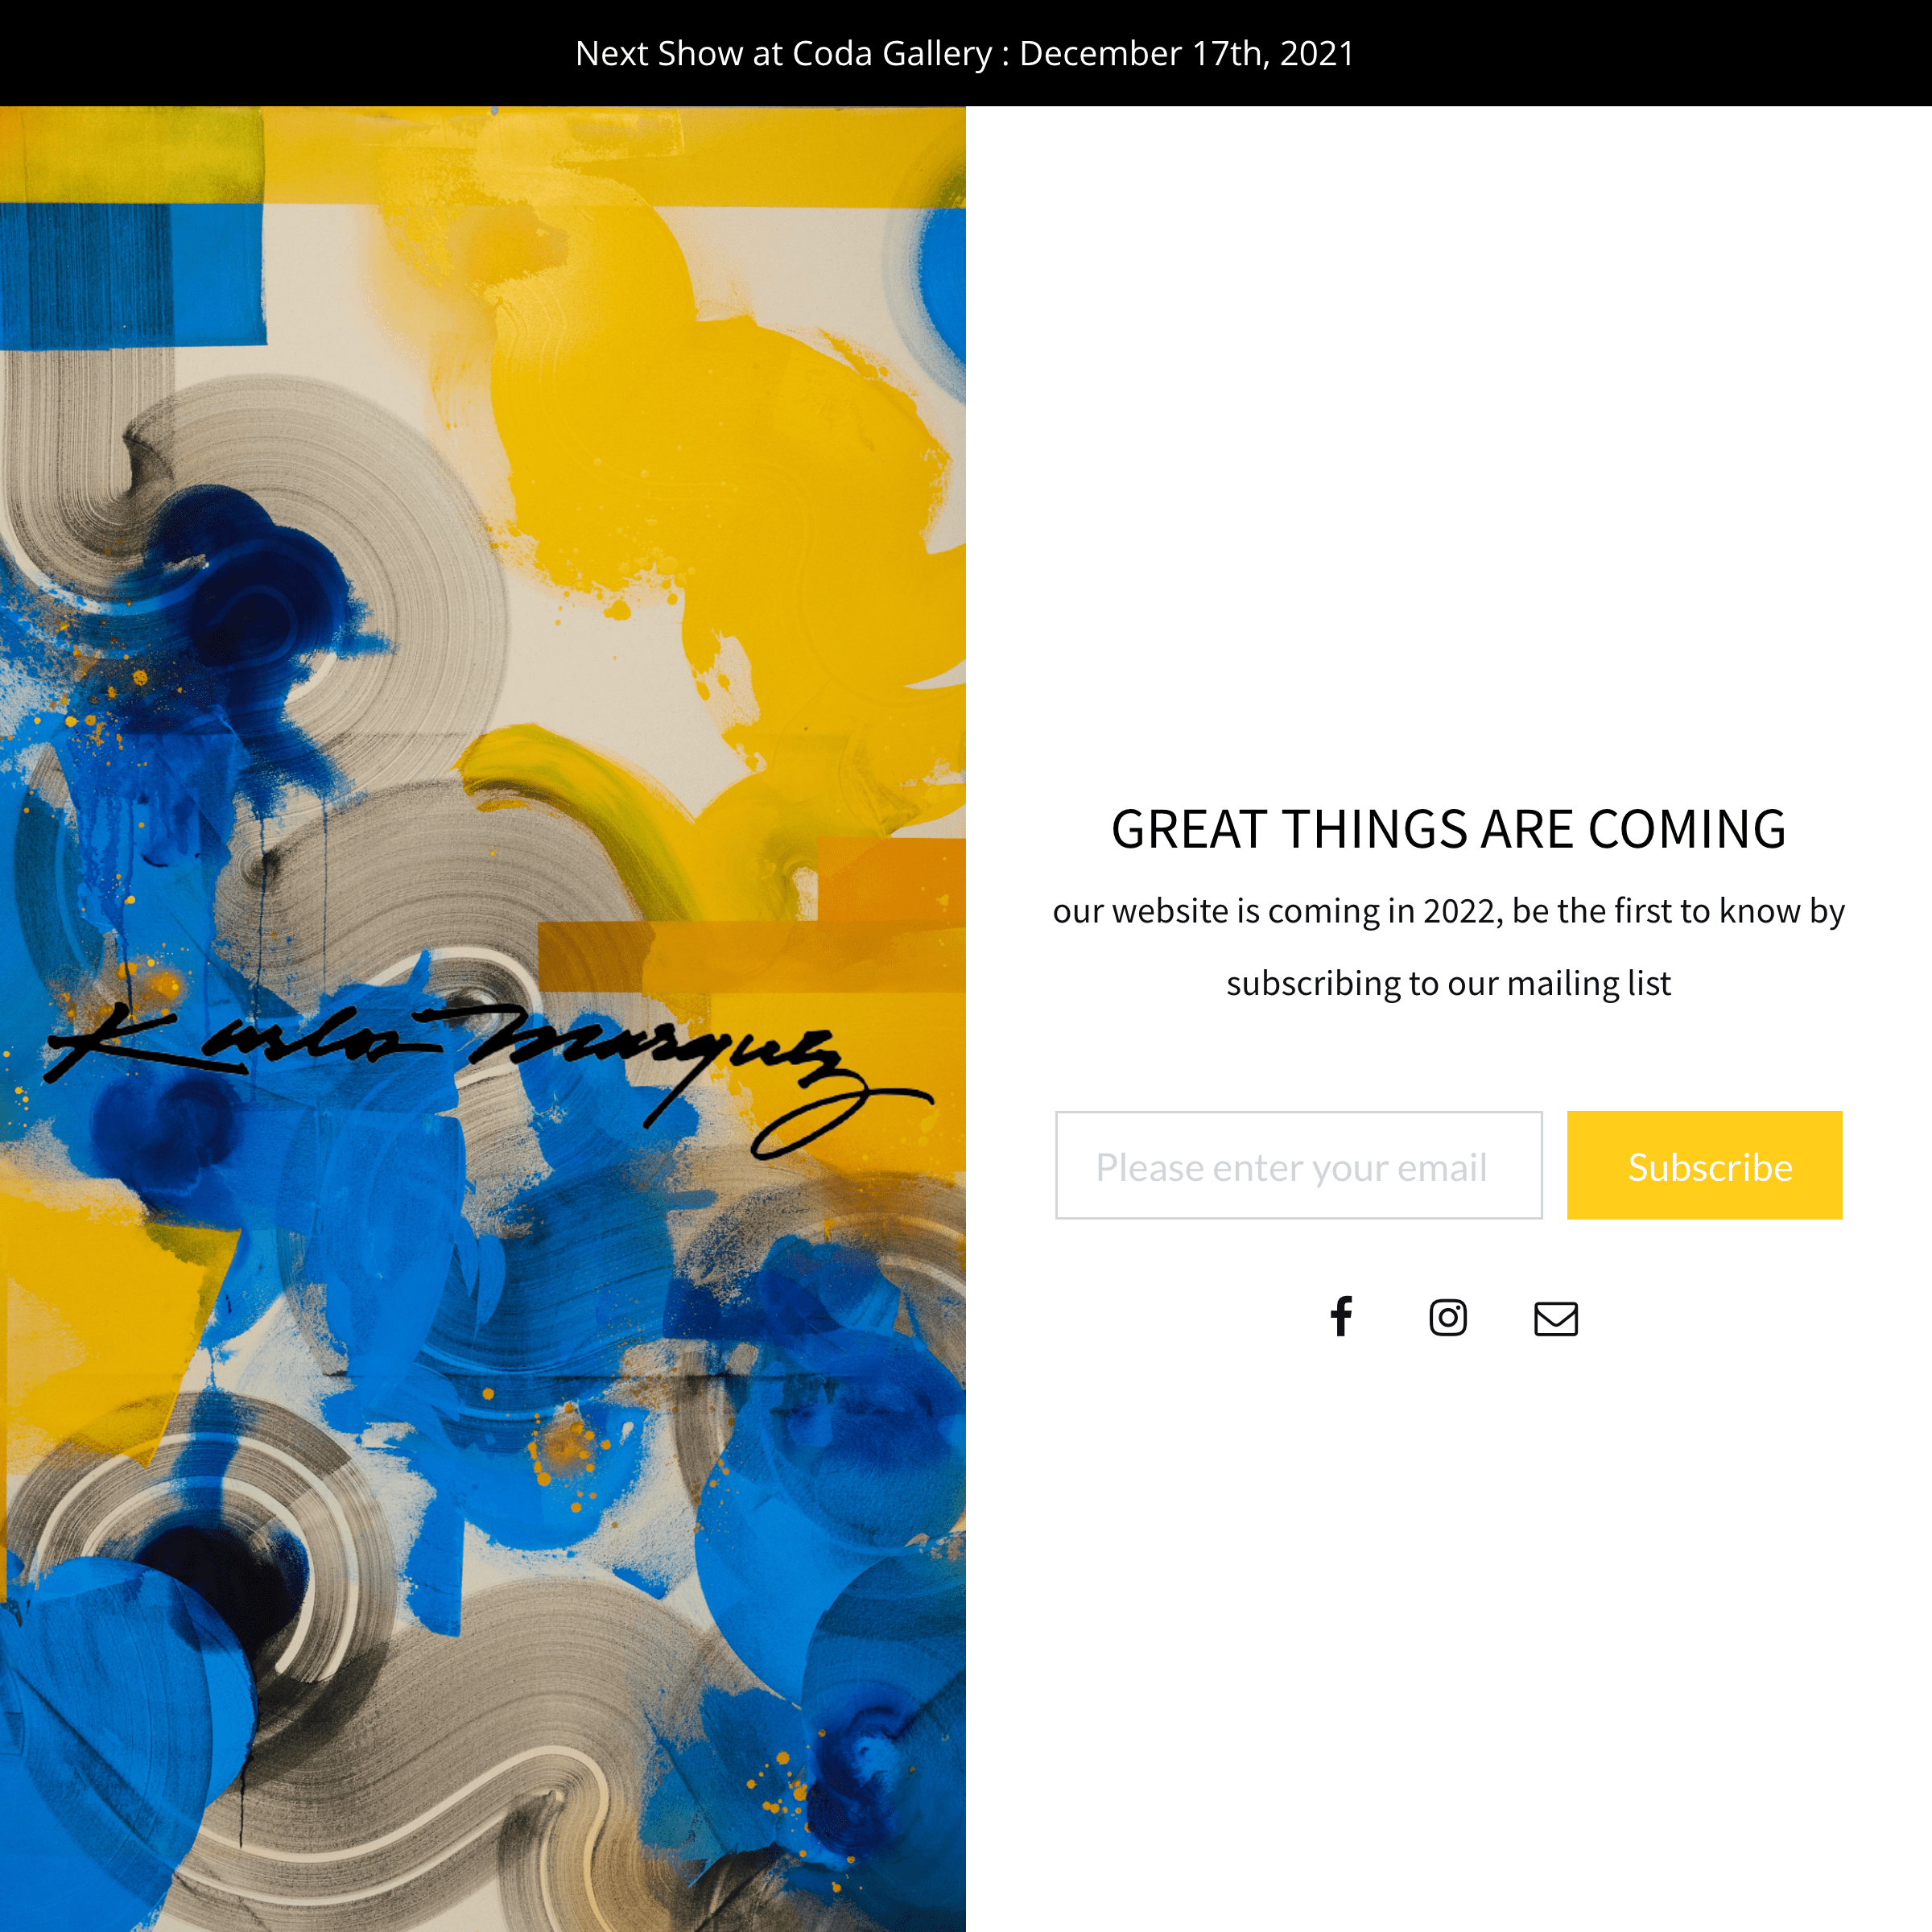 Next Show at Coda Gallery : December 17th, 2021
Karlos Marquez
GREAT THINGS ARE COMING
our website is coming in 2022, be the first to know by
subscribing to our mailing list
Please enter your email
Subscribe